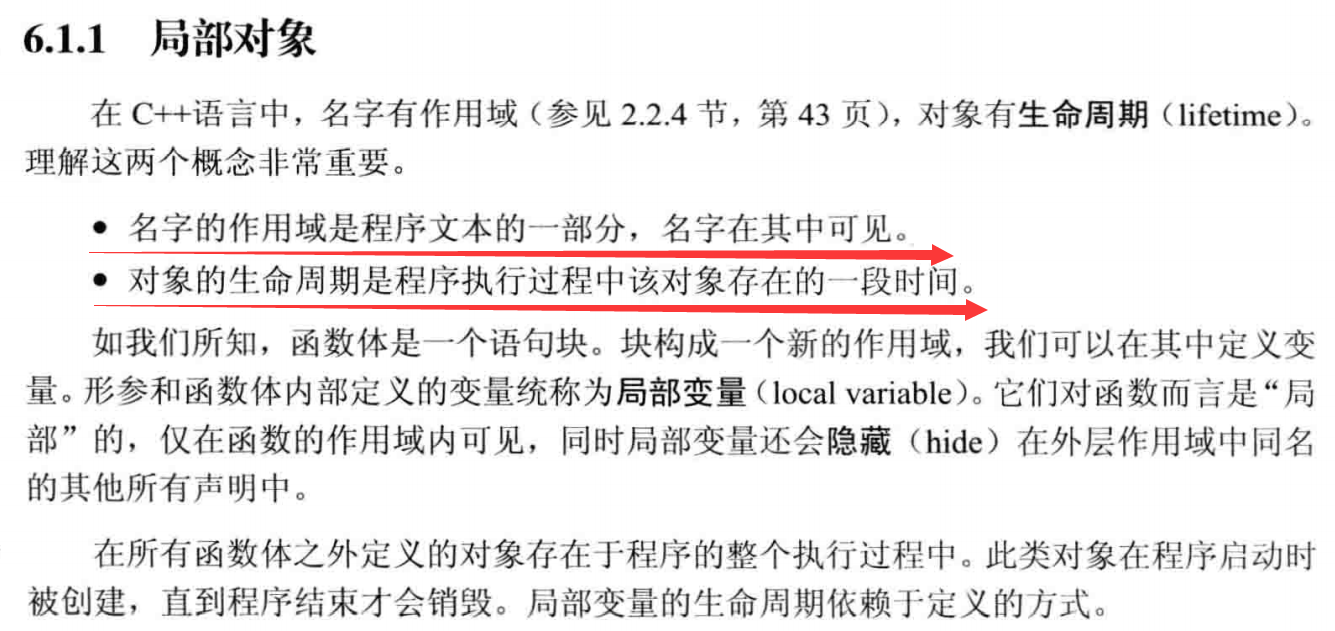 6.1.1 局部对象
在 C++语言中，名字有作用域（参见 2.2.4 节，第 43 页），对象有生命周期（lifetime）。
理解这两个概念非常重要。
● 名字的作用域是程序文本的一部分，名字在其中可见。
● 对象的生命周期是程序执行过程中该对象存在的一段时间。
如我们所知，函数体是一个语句块。块构成一个新的作用域，我们可以在其中定义变
量。形参和函数体内部定义的变量统称为局部变量（local variable）。它们对函数而言是“局
部”的，仅在函数的作用域内可见，同时局部变量还会隐藏（hide）在外层作用域中同名
的其他所有声明中。
在所有函数体之外定义的对象存在于程序的整个执行过程中。此类对象在程序启动时
被创建，直到程序结束才会销毁。局部变量的生命周期依赖于定义的方式。